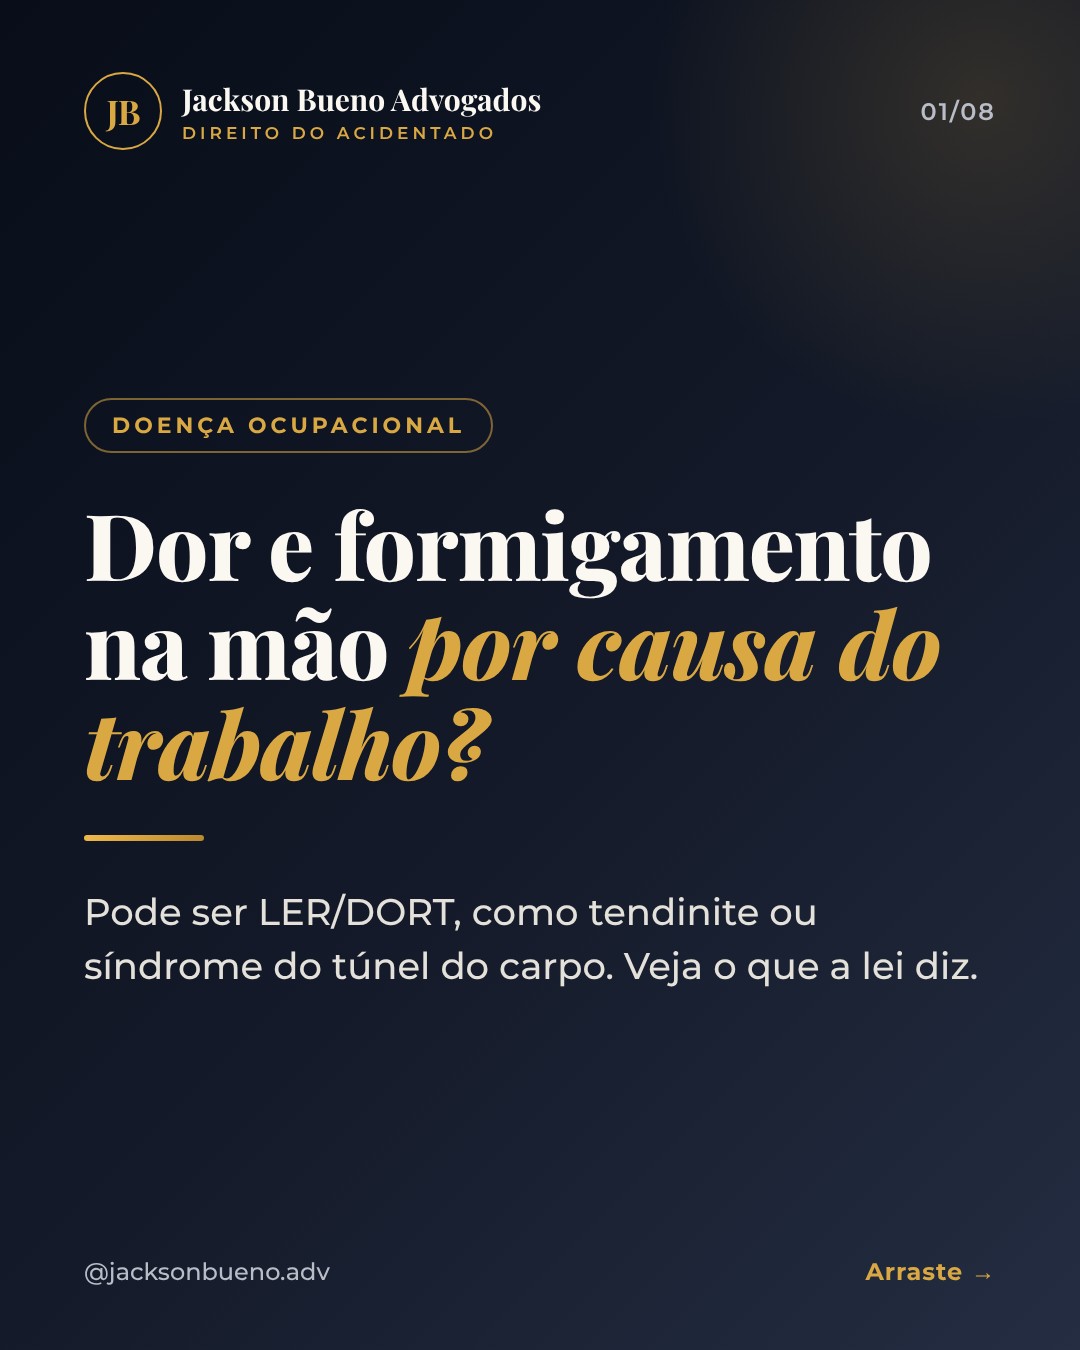 JB
Jackson Bueno Advogados
DIREITO DO ACIDENTADO
01/08
DOENÇA OCUPACIONAL
Dor e formigamento
na mão por causa do
trabalho?
Pode ser LER/DORT, como tendinite ou
síndrome do túnel do carpo. Veja o que a lei diz.
@jacksonbueno.adv
Arraste →